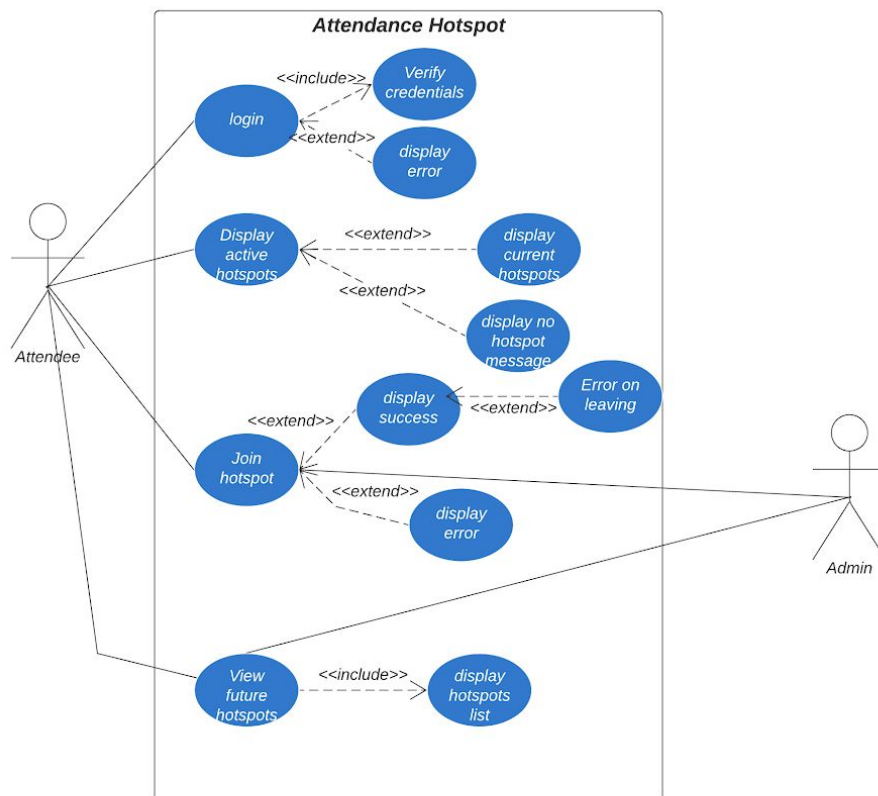 Attendance Hotspot
<<include>>
Verify
credentials
login
<<extend>>
display
error
Display
active
hotspots
<<extend>>
display
current
hotspots
<<extend>>
display no
hotspot
message
Attendee
display
success
<<extend>>
Error on
leaving
<<extend>>
Join
hotspot
<<extend>>
display
error
Admin
View
future
hotspots
<<include>>
display
hotspots
list